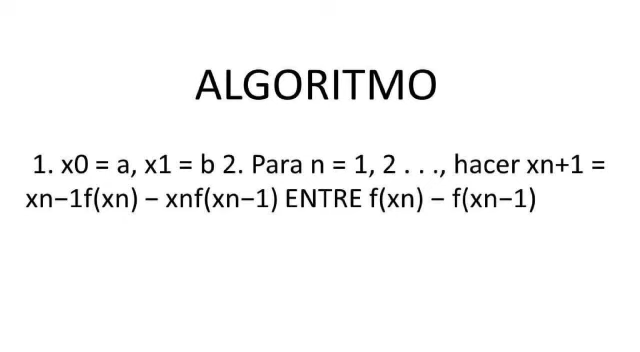 ALGORITMO
1. x0 = a, x1 = b 2. Para n = 1, 2 . . ., hacer xn+1 =
xn−1f(xn) − xnf(xn−1) ENTRE f(xn) − f(xn−1)